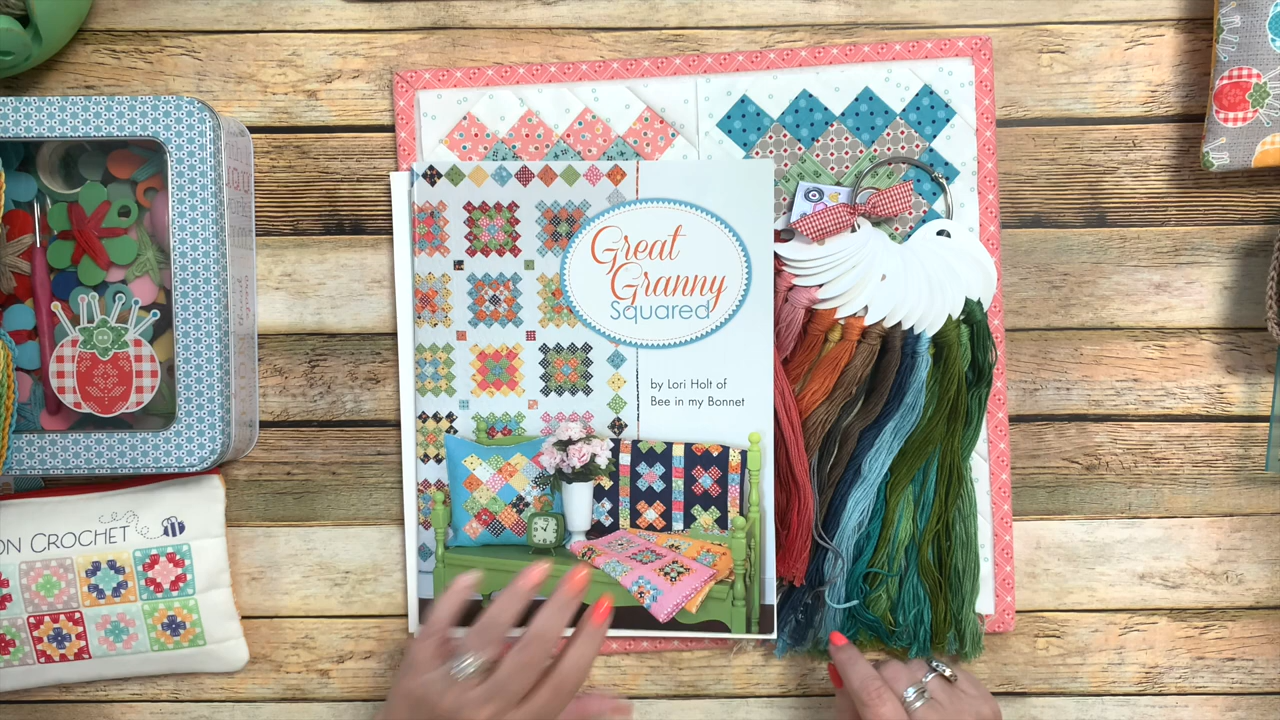 Great
Granny
Squared
by Lori Holt of
Bee in my Bonnet
ON CROCHET